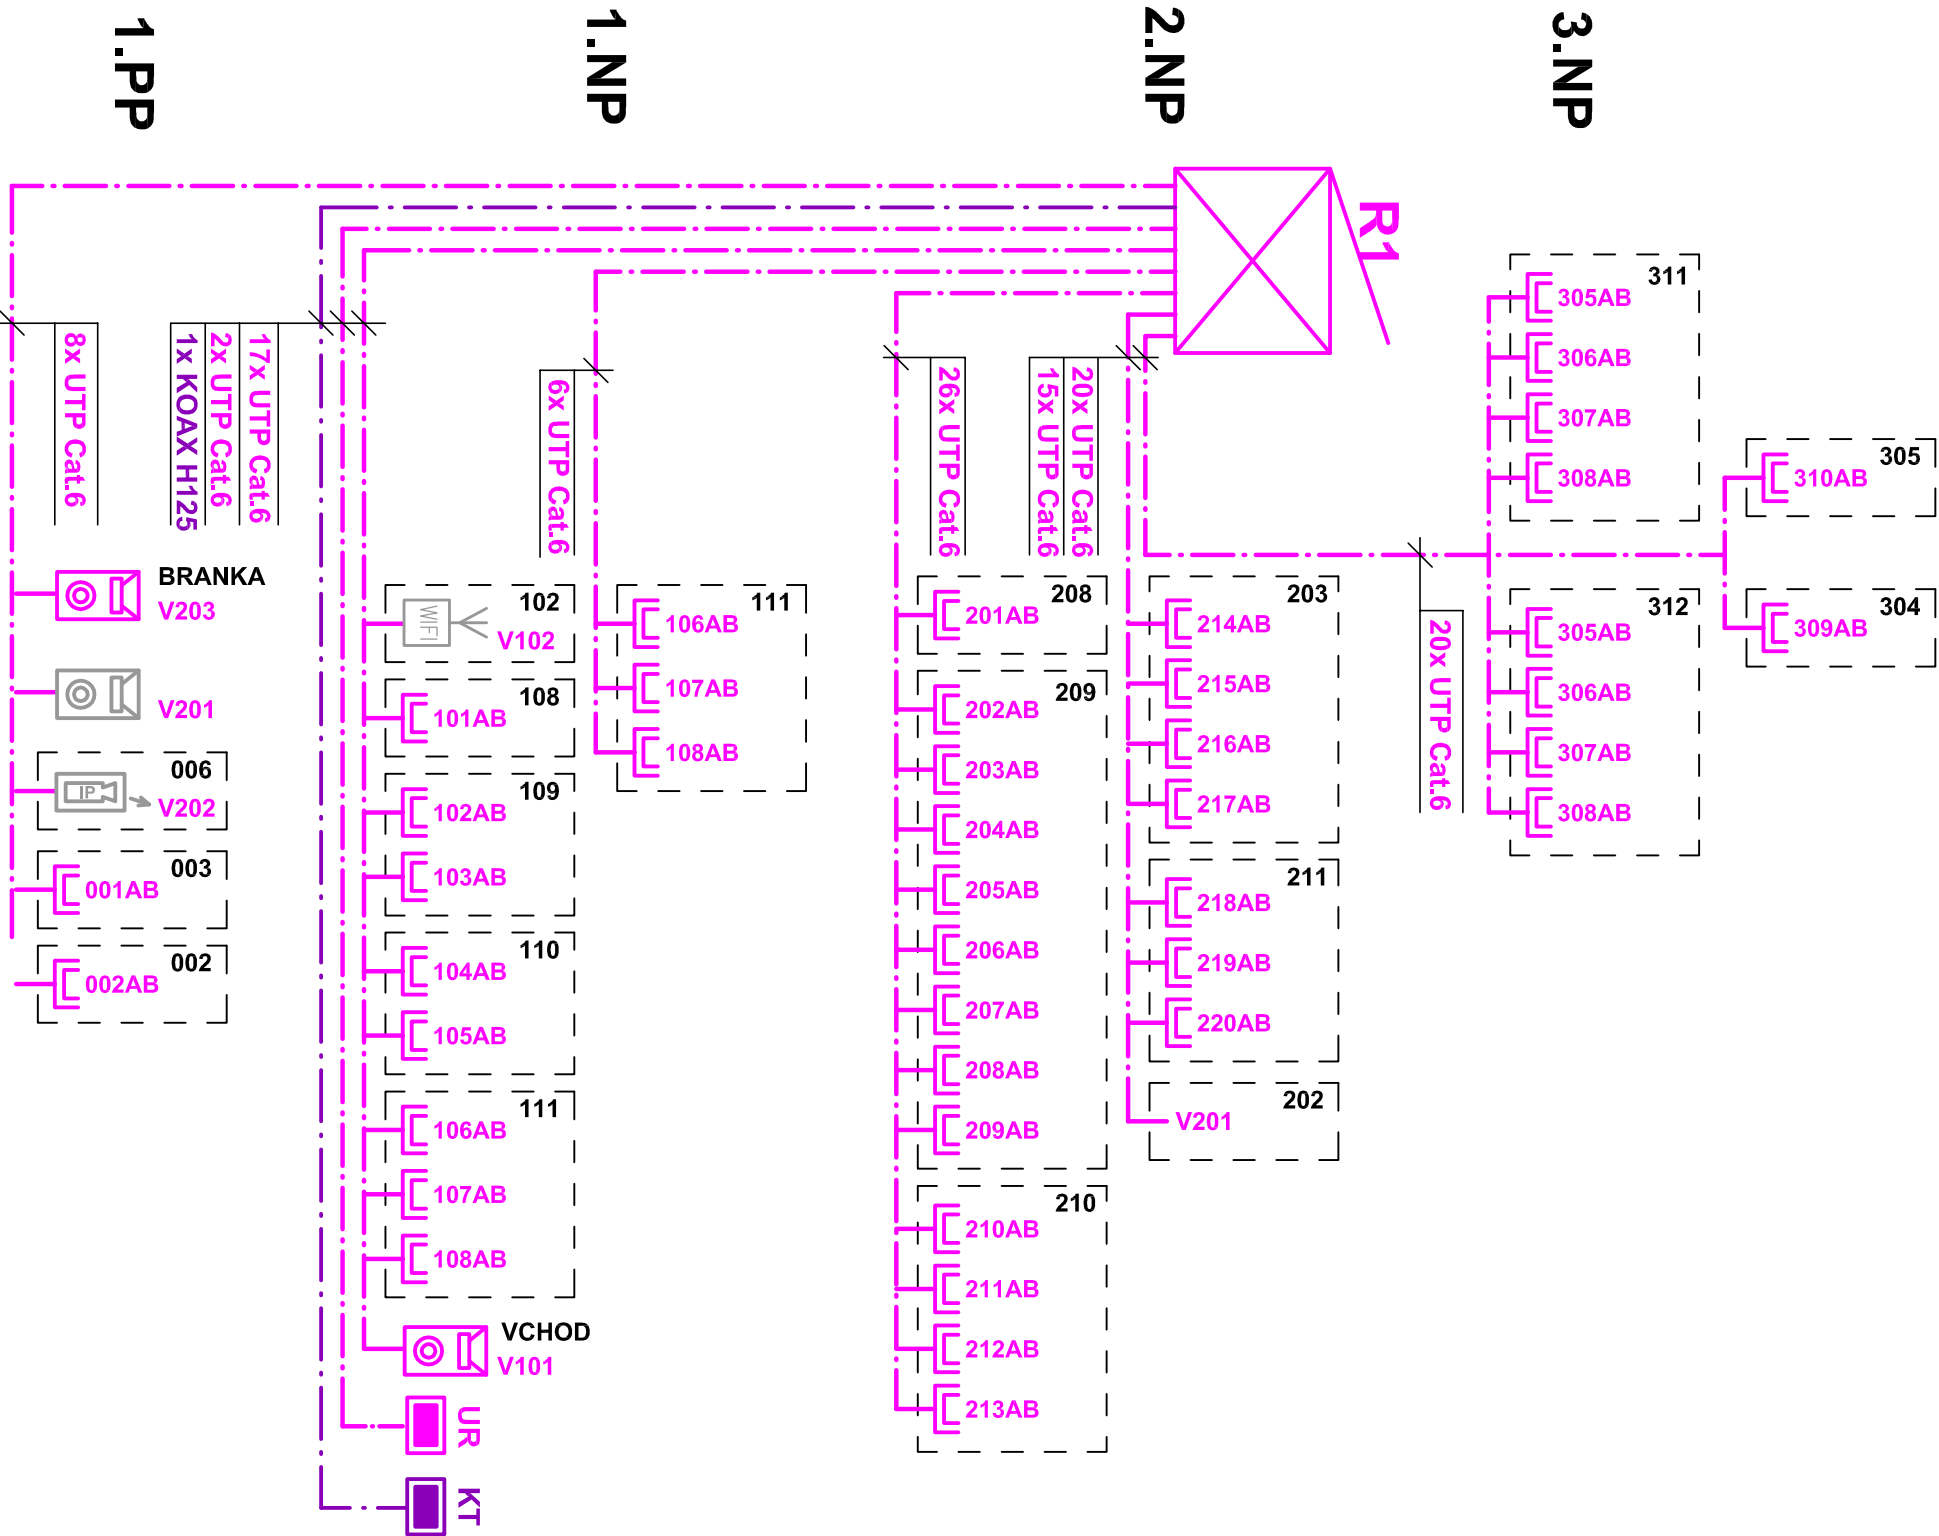 1.PP
1.NP
2.NP
3.NP
R1
8x UTP Cat.6
17x UTP Cat.6
2x UTP Cat.6
1x KOAX H125
6x UTP Cat.6
26x UTP Cat.6
20x UTP Cat.6
15x UTP Cat.6
20x UTP Cat.6
BRANKA
V203
V201
006
IP
V202
003
001AB
002
002AB
102
WIFI
V102
108
101AB
109
102AB
103AB
110
104AB
105AB
111
106AB
107AB
108AB
VCHOD
V101
UR
KT
111
106AB
107AB
108AB
208
201AB
209
202AB
203AB
204AB
205AB
206AB
207AB
208AB
209AB
210
210AB
211AB
212AB
213AB
203
214AB
215AB
216AB
217AB
211
218AB
219AB
220AB
202
V201
311
305AB
306AB
307AB
308AB
312
305AB
306AB
307AB
308AB
305
310AB
304
309AB